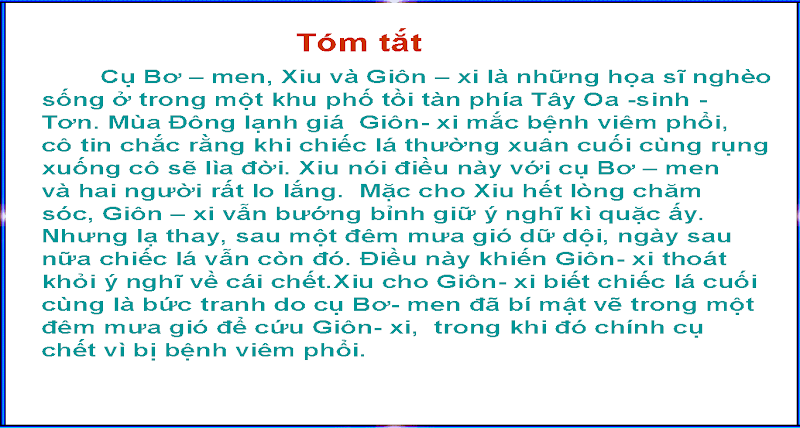 Tóm tắt
Cụ Bơ – men, Xiu và Giôn – xi là những họa sĩ nghèo
sống ở trong một khu phố tồi tàn phía Tây Oa -sinh -
Tơn. Mùa Đông lạnh giá  Giôn- xi mắc bệnh viêm phổi,
cô tin chắc rằng khi chiếc lá thường xuân cuối cùng rụng
xuống cô sẽ lìa đời. Xiu nói điều này với cụ Bơ – men
và hai người rất lo lắng.  Mặc cho Xiu hết lòng chăm
sóc, Giôn – xi vẫn bướng bỉnh giữ ý nghĩ kì quặc ấy.
Nhưng lạ thay, sau một đêm mưa gió dữ dội, ngày sau
nữa chiếc lá vẫn còn đó. Điều này khiến Giôn- xi thoát
khỏi ý nghĩ về cái chết.Xiu cho Giôn- xi biết chiếc lá cuối
cùng là bức tranh do cụ Bơ- men đã bí mật vẽ trong một
đêm mưa gió để cứu Giôn- xi,  trong khi đó chính cụ
chết vì bị bệnh viêm phổi.